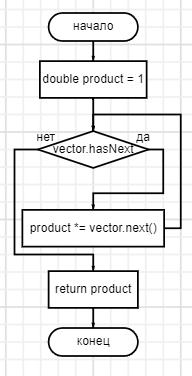 начало
double product = 1
нет
да
vector.hasNext
product *= vector.next()
return product
конец